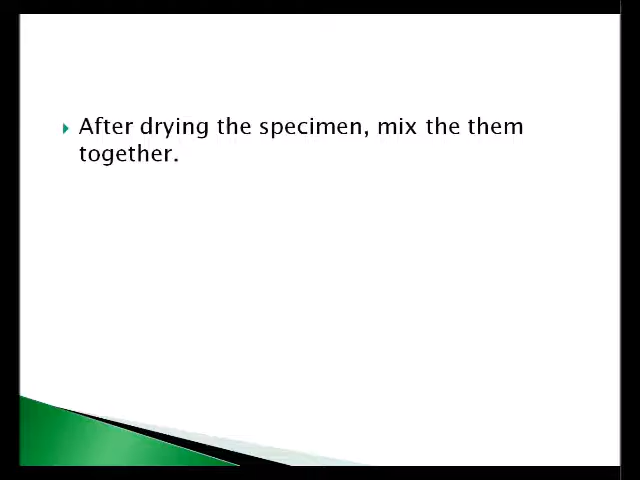 After drying the specimen, mix the them
together.